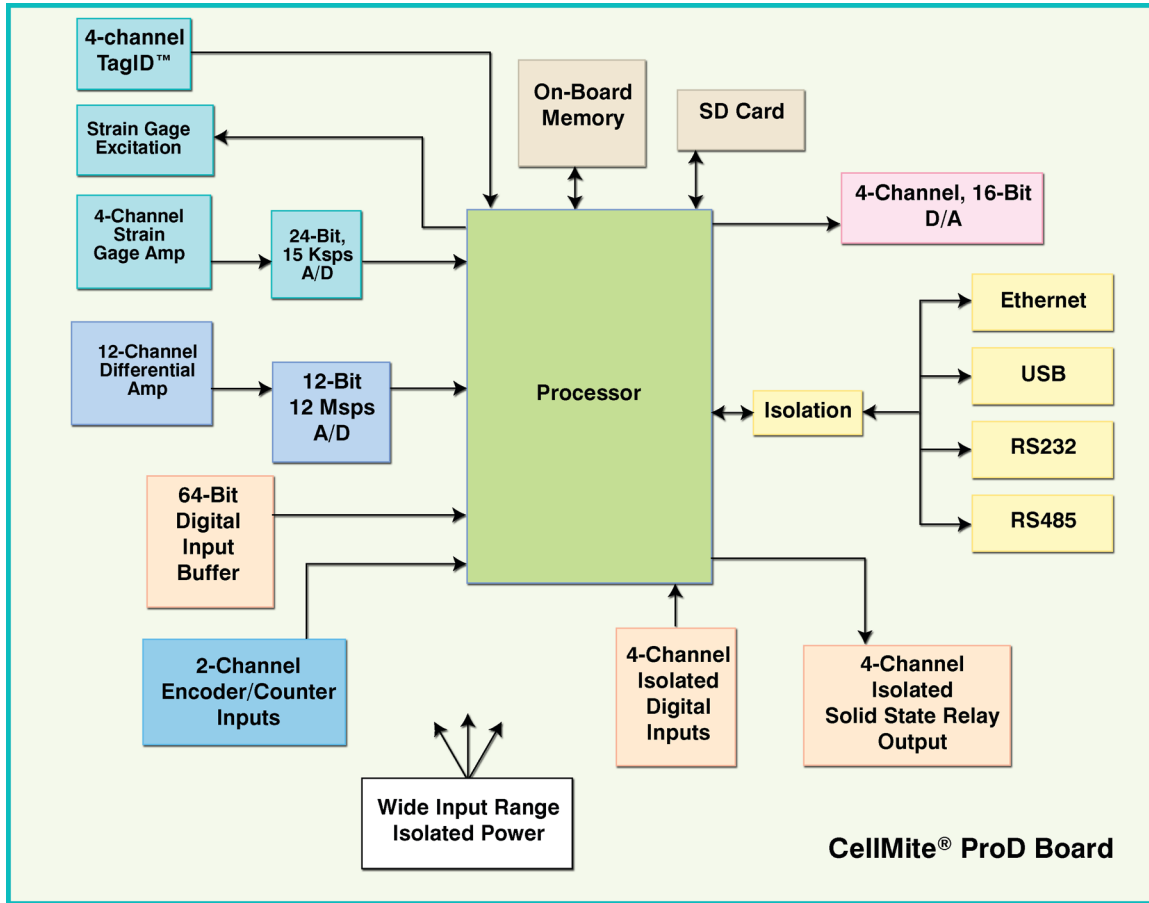 4-channel
TagID™
Strain Gage
Excitation
4-Channel
Strain
Gage Amp
24-Bit,
15 Ksps
A/D
12-Channel
Differential
Amp
12-Bit
12 Msps
A/D
64-Bit
Digital
Input
Buffer
2-Channel
Encoder/Counter
Inputs
On-Board
Memory
SD Card
Processor
4-Channel, 16-Bit
D/A
Isolation
Ethernet
USB
RS232
RS485
4-Channel
Isolated
Digital
Inputs
4-Channel
Isolated
Solid State Relay
Output
Wide Input Range
Isolated Power
CellMite® ProD Board